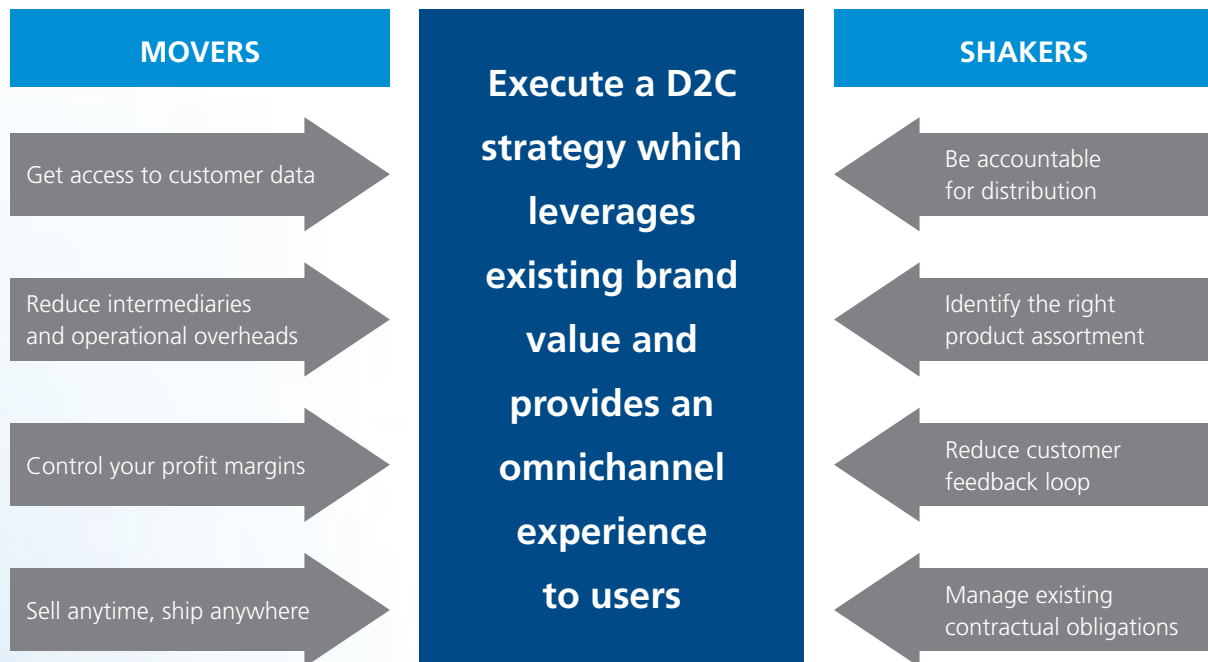 MOVERS
Get access to customer data
Reduce intermediaries
and operational overheads
Control your profit margins
Sell anytime, ship anywhere
Execute a D2C
strategy which
leverages
existing brand
value and
provides an
omnichannel
experience
to users
SHAKERS
Be accountable
for distribution
Identify the right
product assortment
Reduce customer
feedback loop
Manage existing
contractual obligations